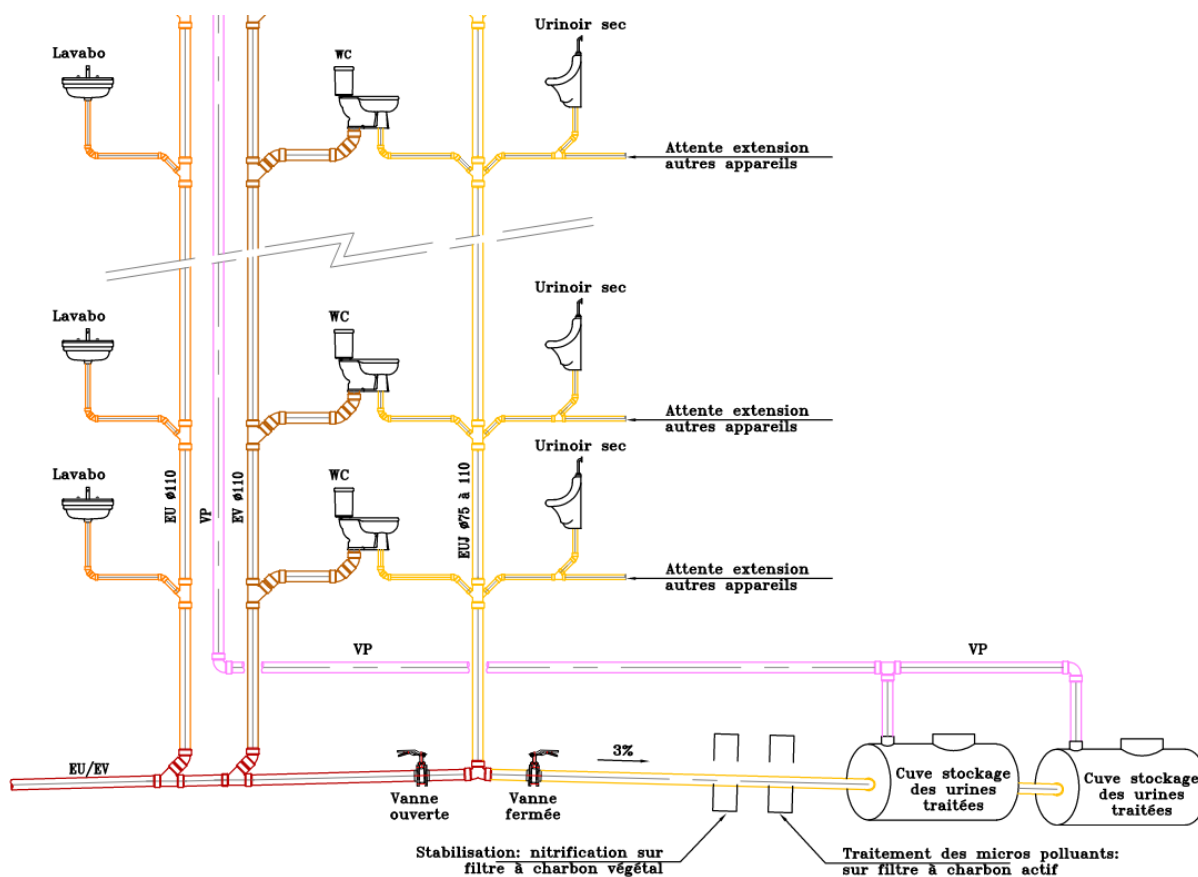 Urinoir sec
Lavabo
WC
Attente extension
autres appareils
Urinoir sec
Lavabo
WC
Attente extension
autres appareils
Urinoir sec
Lavabo
WC
EU ø110
VP
EV ø110
EUJ ø75 à 110
Attente extension
autres appareils
VP
VP
EU/EV
3%
Vanne
ouverte
Vanne
fermée
Cuve stockage
des urines
traitées
Cuve stockage
des urines
traitées
Stabilisation: nitrification sur
filtre à charbon végétal
Traitement des micros polluants:
sur filtre à charbon actif